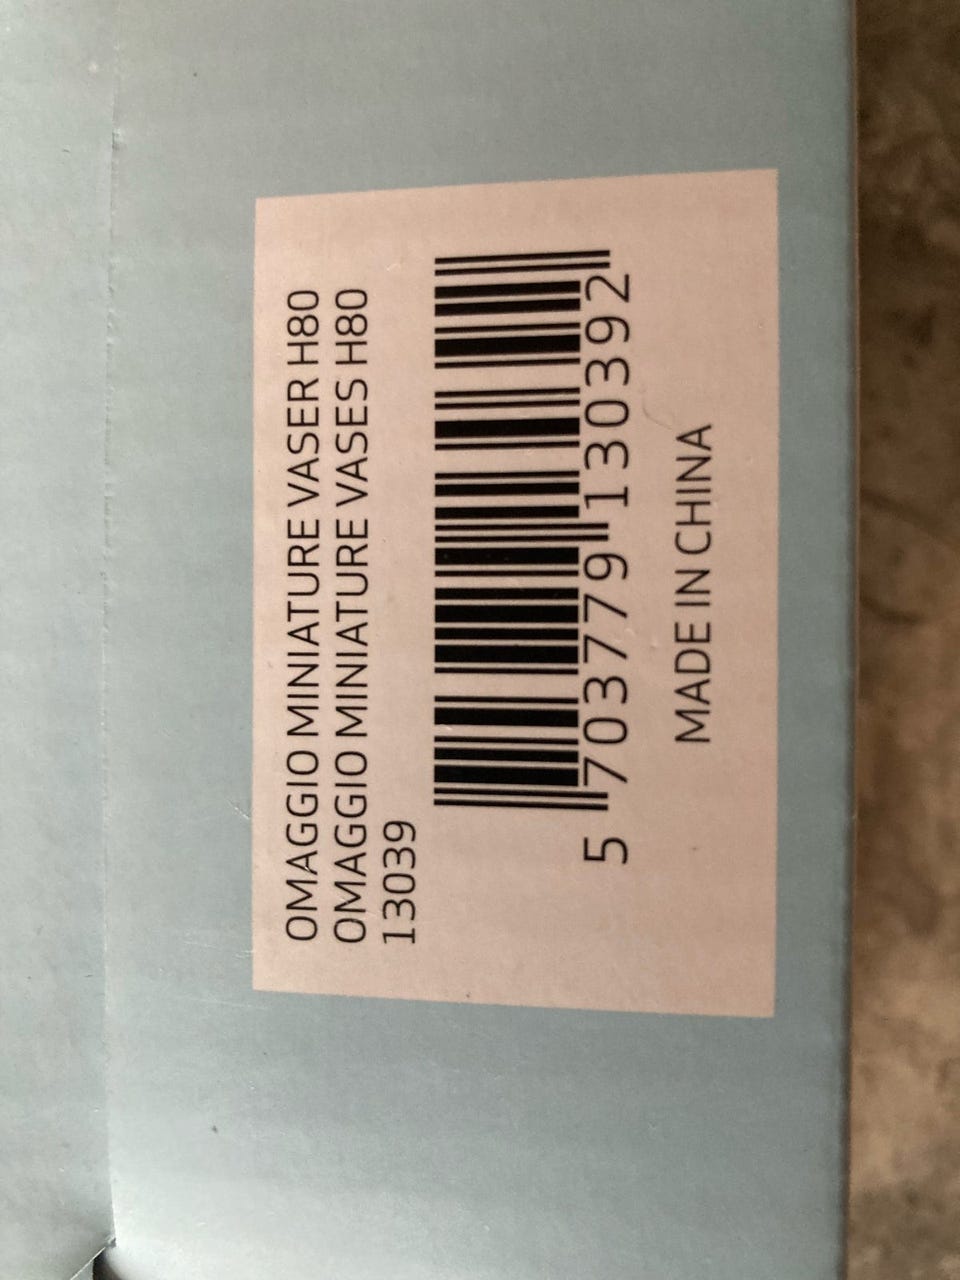 OMAGGIO MINIATURE VASER H80
OMAGGIO MINIATURE VASES H80
13039
5 703779 130392
MADE IN CHINA